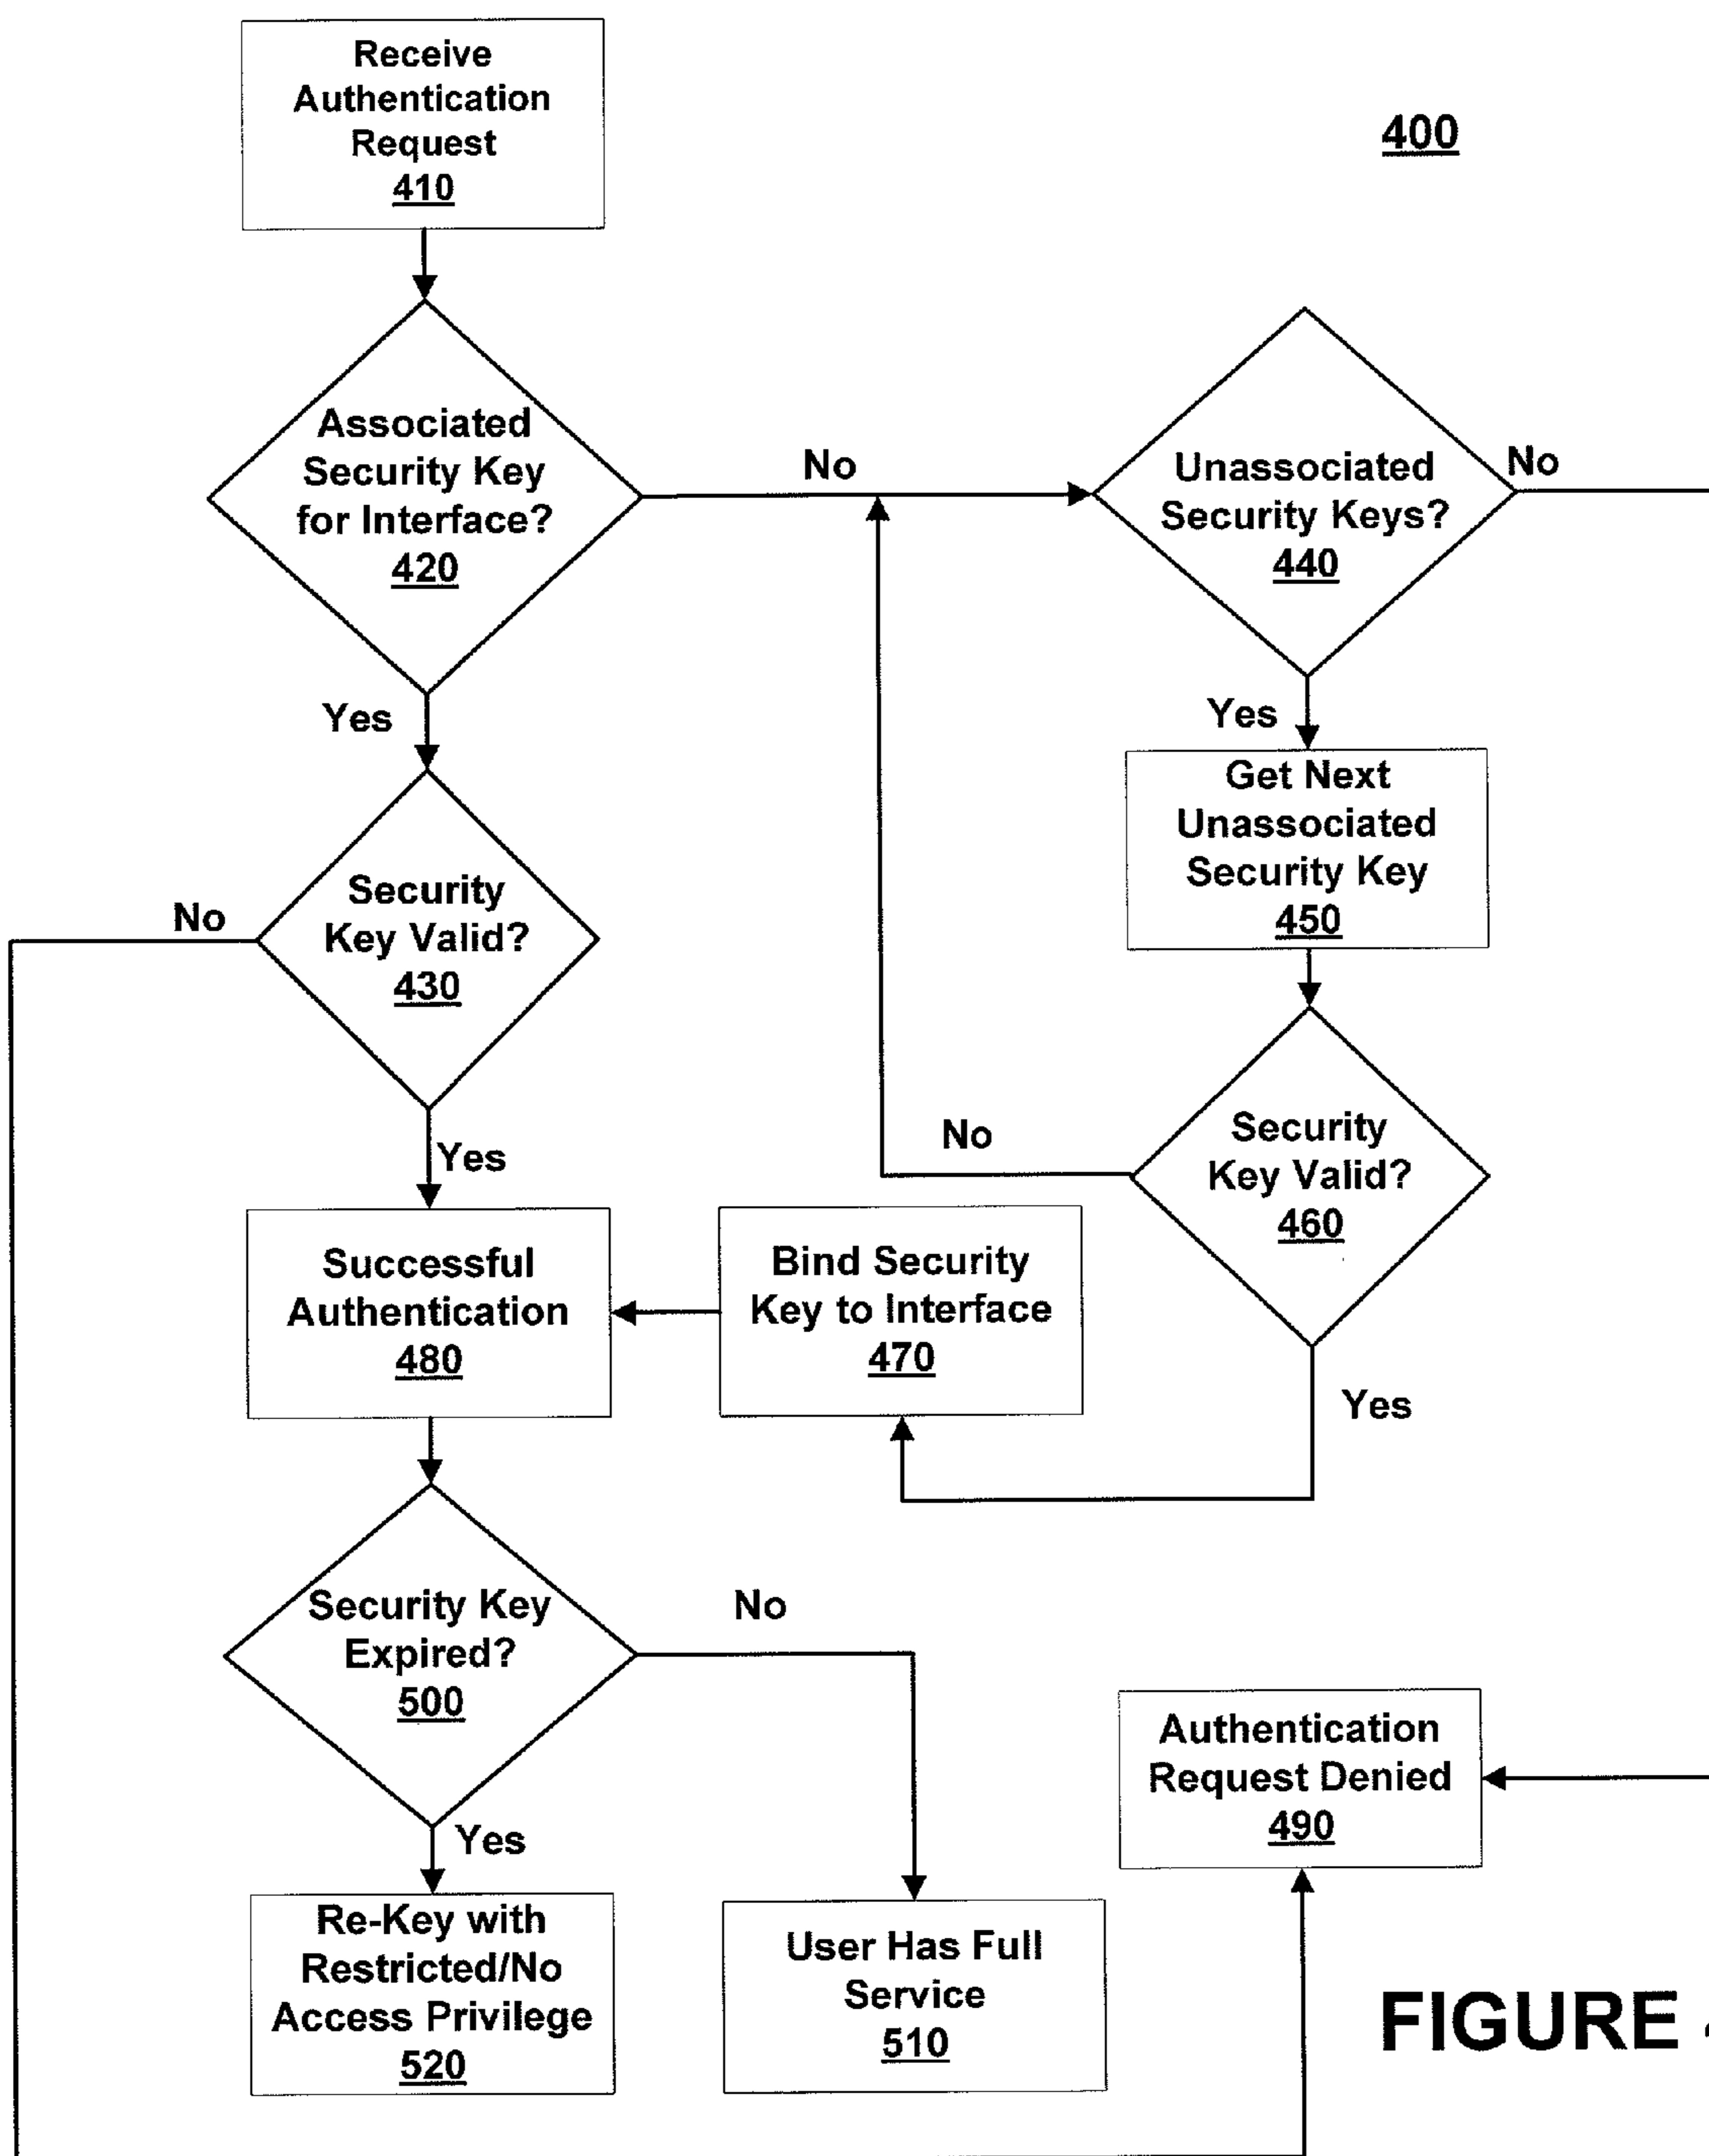 Receive
Authentication
Request
410
400
Associated
Security Key
for Interface?
420
No
Unassociated
Security Keys?
440
No
Yes
Yes
Get Next
Unassociated
Security Key
450
Security
Key Valid?
430
No
Yes
Security
Key Valid?
460
No
Yes
Successful
Authentication
480
Bind Security
Key to Interface
470
Security Key
Expired?
500
No
Yes
Authentication
Request Denied
490
Re-Key with
Restricted/No
Access Privilege
520
User Has Full
Service
510
FIGURE